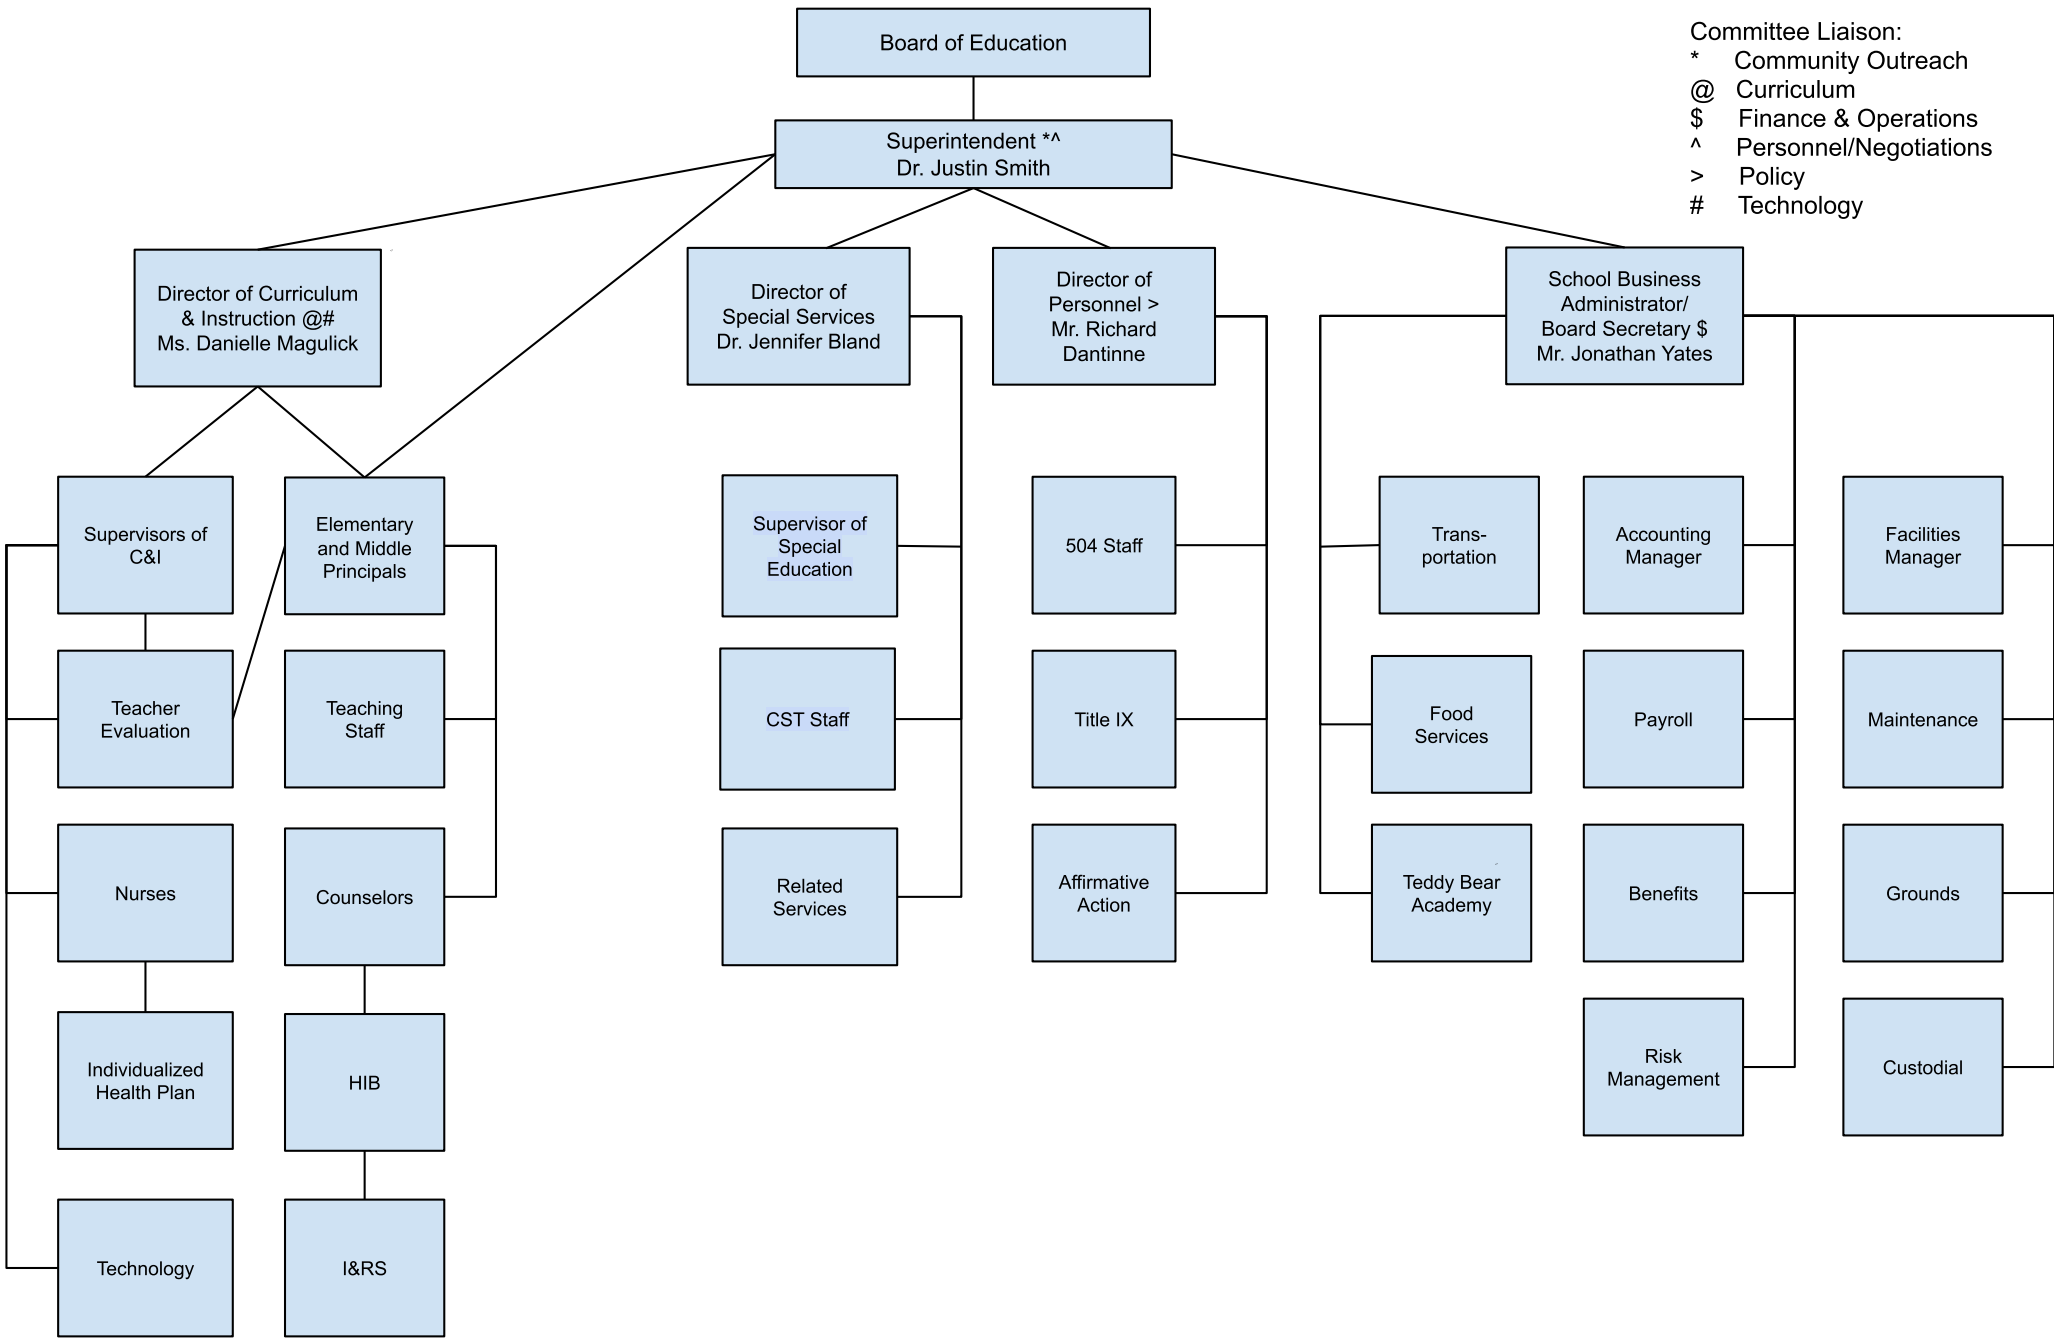 Board of Education
Committee Liaison:
* Community Outreach
@ Curriculum
$ Finance & Operations
^ Personnel/Negotiations
> Policy
# Technology
Superintendent *^
Dr. Justin Smith
Director of Curriculum
& Instruction @#
Ms. Danielle Magulick
Director of
Special Services
Dr. Jennifer Bland
Director of
Personnel >
Mr. Richard
Dantinne
School Business
Administrator/
Board Secretary $
Mr. Jonathan Yates
Supervisors of
C&I
Elementary
and Middle
Principals
Supervisor of
Special
Education
504 Staff
Trans-
portation
Accounting
Manager
Facilities
Manager
Teacher
Evaluation
Teaching
Staff
CST Staff
Title IX
Food
Services
Payroll
Maintenance
Nurses
Counselors
Related
Services
Affirmative
Action
Teddy Bear
Academy
Benefits
Grounds
Individualized
Health Plan
HIB
Risk
Management
Custodial
Technology
I&RS